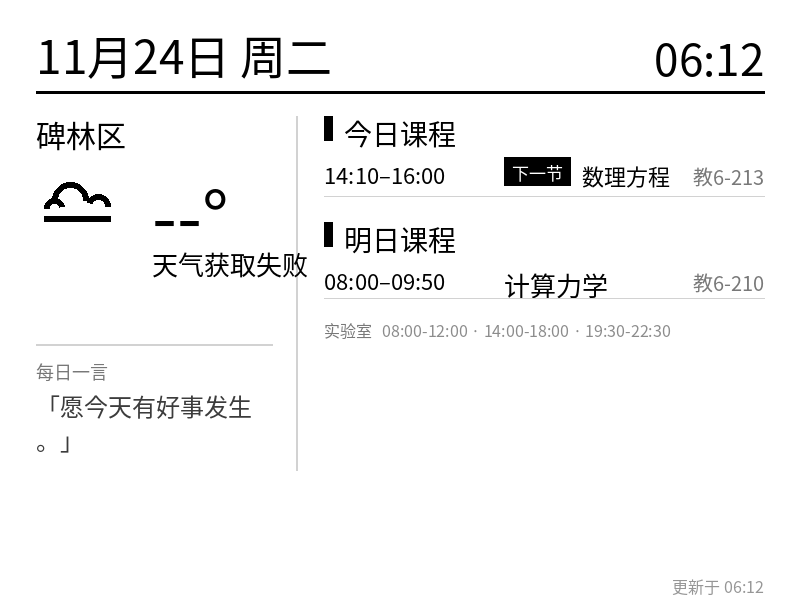 11月24日 周二
06:12
碑林区
--°
天气获取失败
每日一言
「愿今天有好事发生
。」
今日课程
14:10–16:00 下一节 数理方程 教6-213
明日课程
08:00–09:50 计算力学 教6-210
实验室 08:00-12:00 · 14:00-18:00 · 19:30-22:30
更新于 06:12